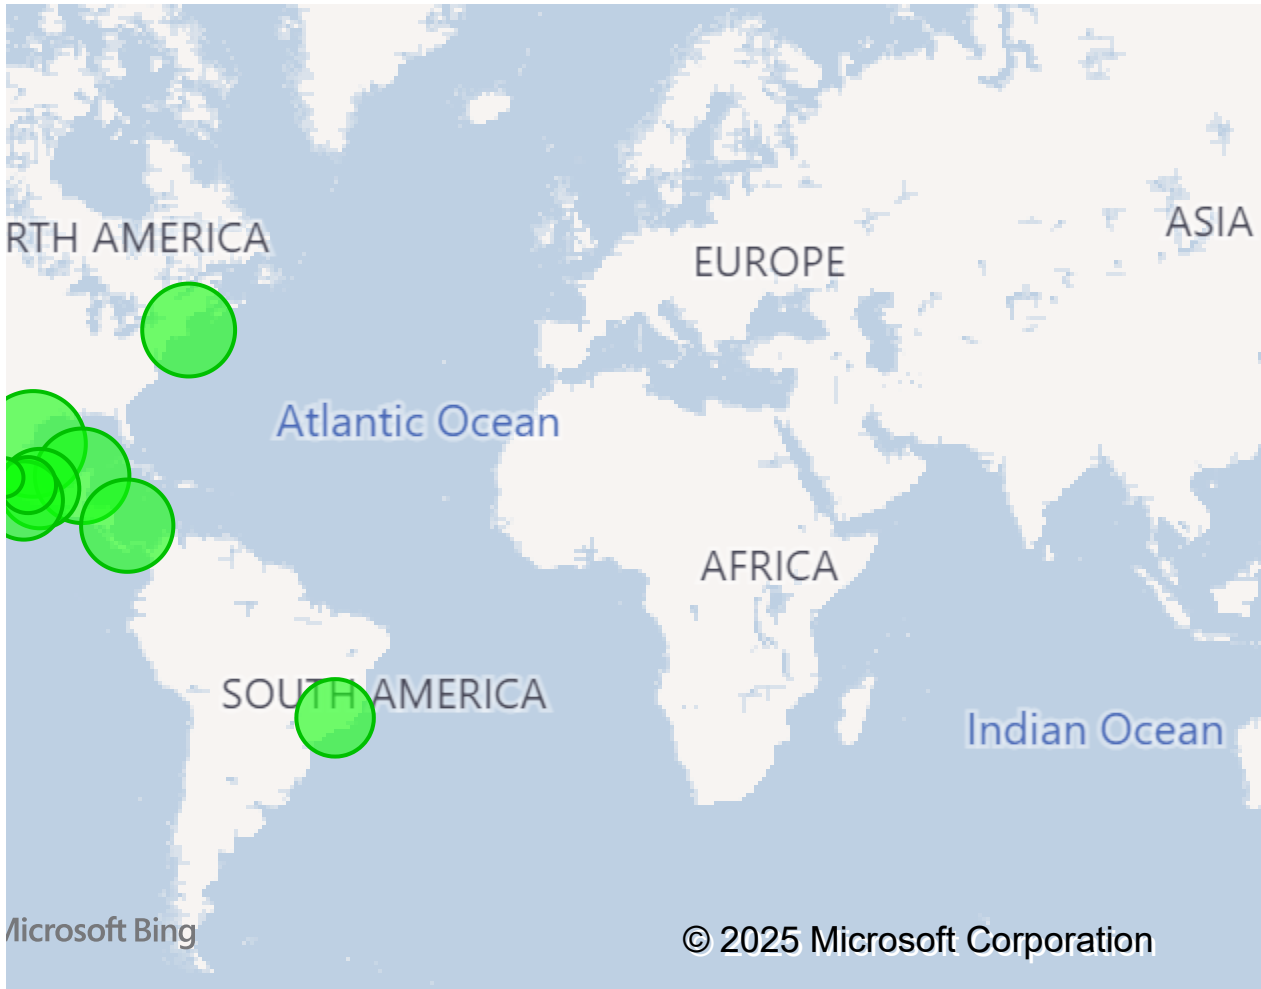 RTH AMERICA
ASIA
EUROPE
Atlantic Ocean
AFRICA
SOUTH AMERICA
Indian Ocean
Microsoft Bing
© 2025 Microsoft Corporation